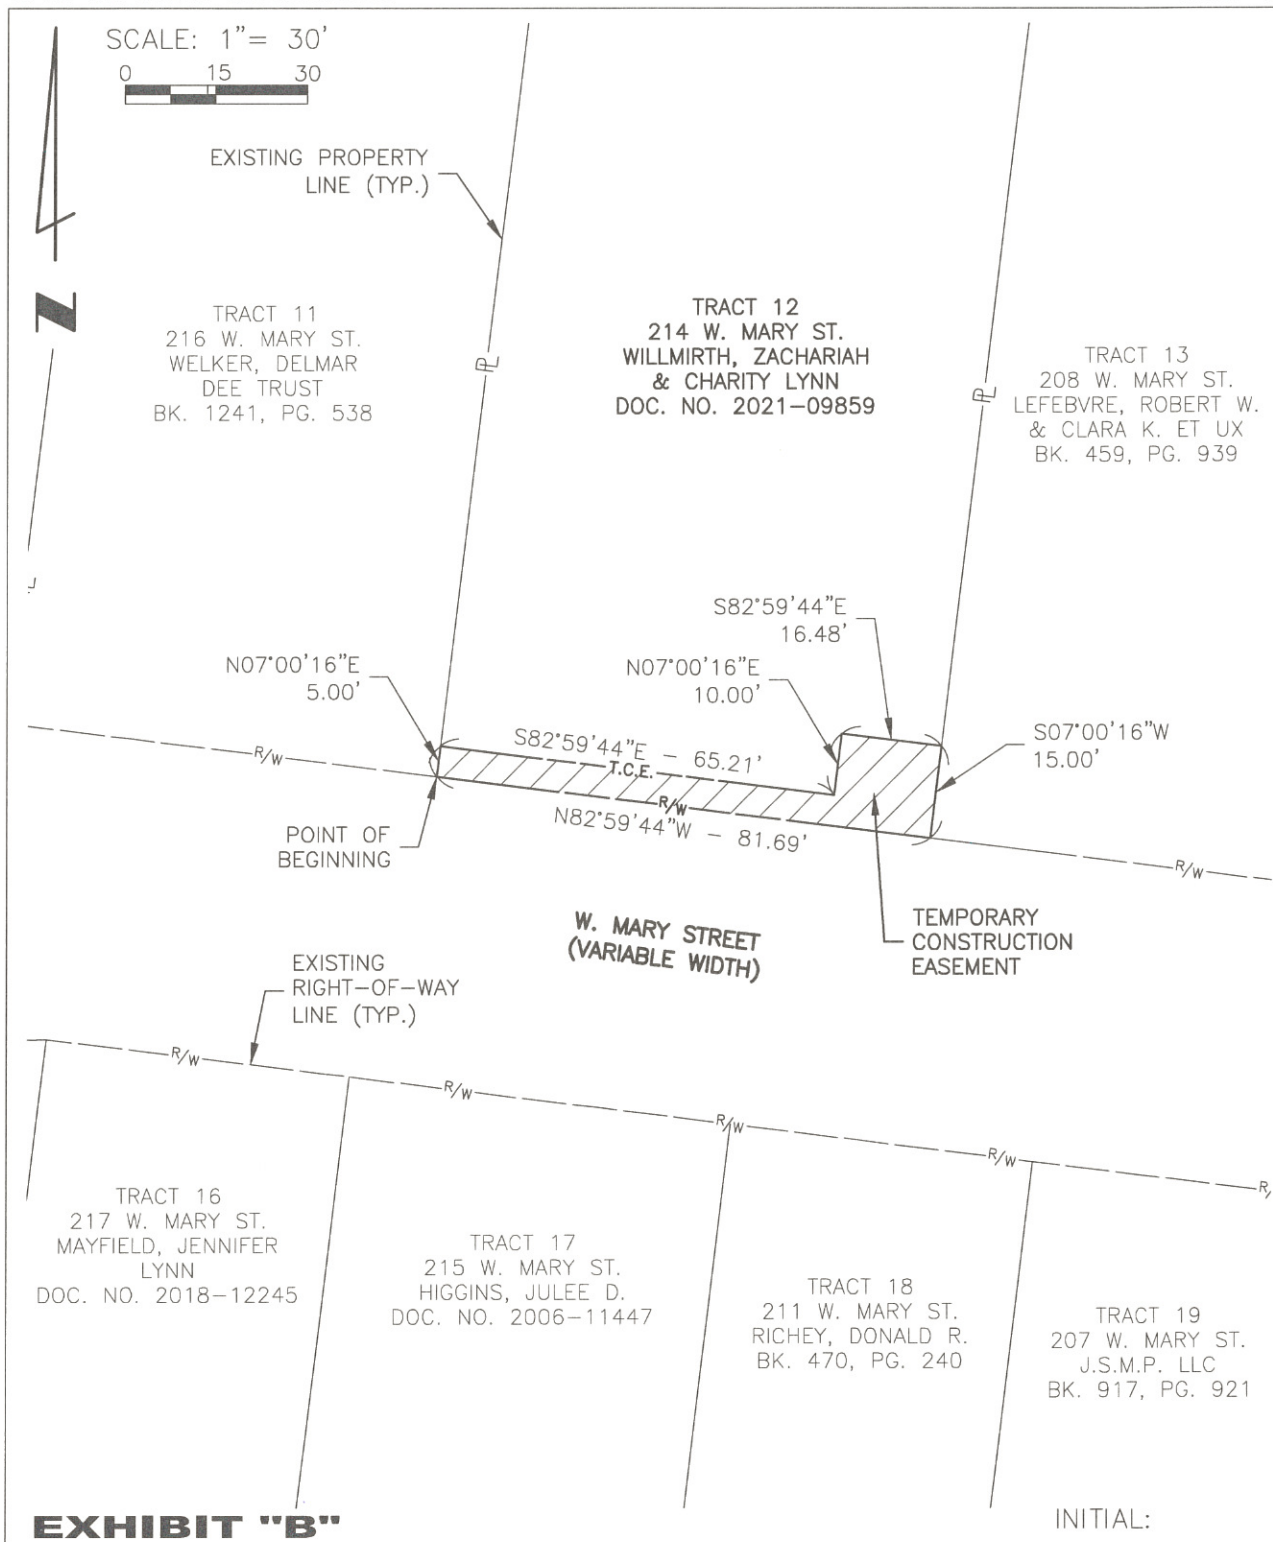 SCALE: 1"= 30'
0 15 30
EXISTING PROPERTY
LINE (TYP.)
N
TRACT 11
216 W. MARY ST.
WELKER, DELMAR
DEE TRUST
BK. 1241, PG. 538
PL
TRACT 12
214 W. MARY ST.
WILLMIRTH, ZACHARIAH
& CHARITY LYNN
DOC. NO. 2021-09859
PL
TRACT 13
208 W. MARY ST.
LEFEBVRE, ROBERT W.
& CLARA K. ET UX
BK. 459, PG. 939
S82°59'44"E
16.48'
N07°00'16"E
5.00'
N07°00'16"E
10.00'
S07°00'16"W
15.00'
R/W
S82°59'44"E - 65.21'
T.C.E.
R/W
N82°59'44"W - 81.69'
POINT OF
BEGINNING
R/W
W. MARY STREET
(VARIABLE WIDTH)
TEMPORARY
CONSTRUCTION
EASEMENT
EXISTING
RIGHT-OF-WAY
LINE (TYP.)
R/W
R/W
R/W
R/W
R/
TRACT 16
217 W. MARY ST.
MAYFIELD, JENNIFER
LYNN
DOC. NO. 2018-12245
TRACT 17
215 W. MARY ST.
HIGGINS, JULEE D.
DOC. NO. 2006-11447
TRACT 18
211 W. MARY ST.
RICHEY, DONALD R.
BK. 470, PG. 240
TRACT 19
207 W. MARY ST.
J.S.M.P. LLC
BK. 917, PG. 921
EXHIBIT "B"
INITIAL: